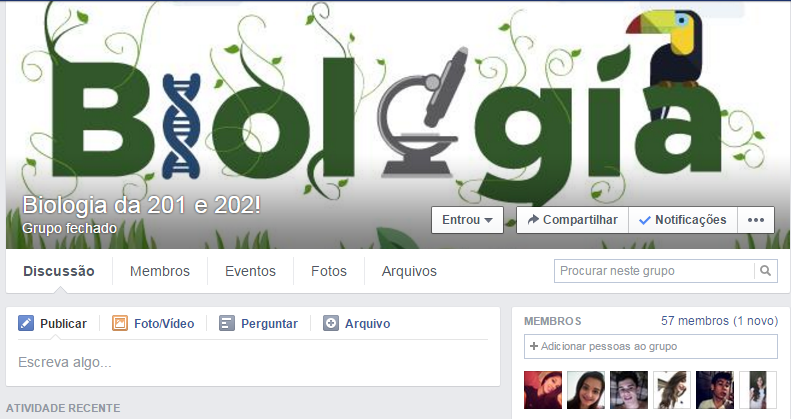 Biología
Biologia da 201 e 202!
Grupo fechado
Entrou
Compartilhar
Notificações
Discussão
Membros
Eventos
Fotos
Arquivos
Procurar neste grupo
Publicar
Foto/Vídeo
Perguntar
Arquivo
Escreva algo...
MEMBROS
57 membros (1 novo)
+ Adicionar pessoas ao grupo
ATIVIDADE RECENTE